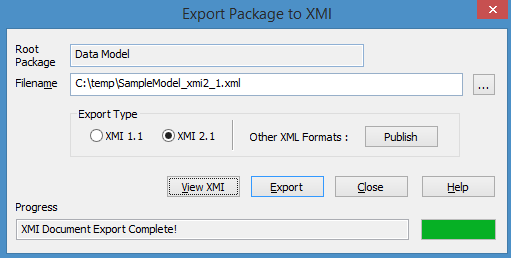 Export Package to XMI
Root
Package
Data Model
Filename
C:\temp\SampleModel_xmi2_1.xml
...
Export Type
XMI 1.1
XMI 2.1
Other XML Formats :
Publish
View XMI
Export
Close
Help
Progress
XMI Document Export Complete!